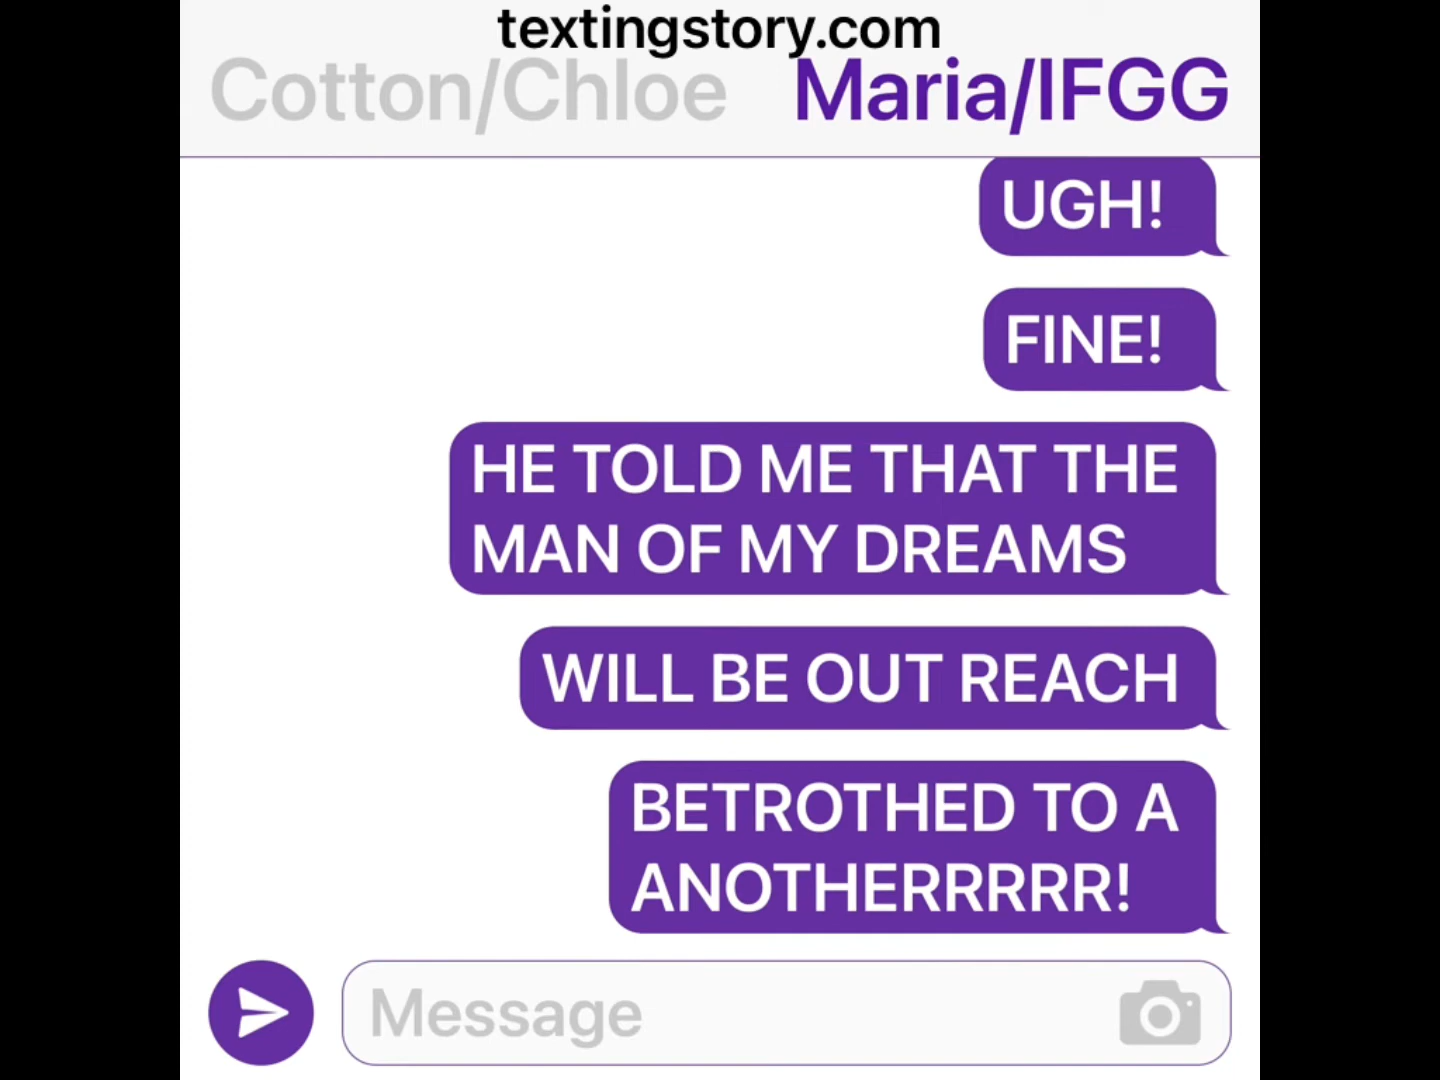 textingstory.com
Cotton/Chloe Maria/IFGG
UGH!
FINE!
HE TOLD ME THAT THE
MAN OF MY DREAMS
WILL BE OUT REACH
BETROTHED TO A
ANOTHERRRRR!
Message